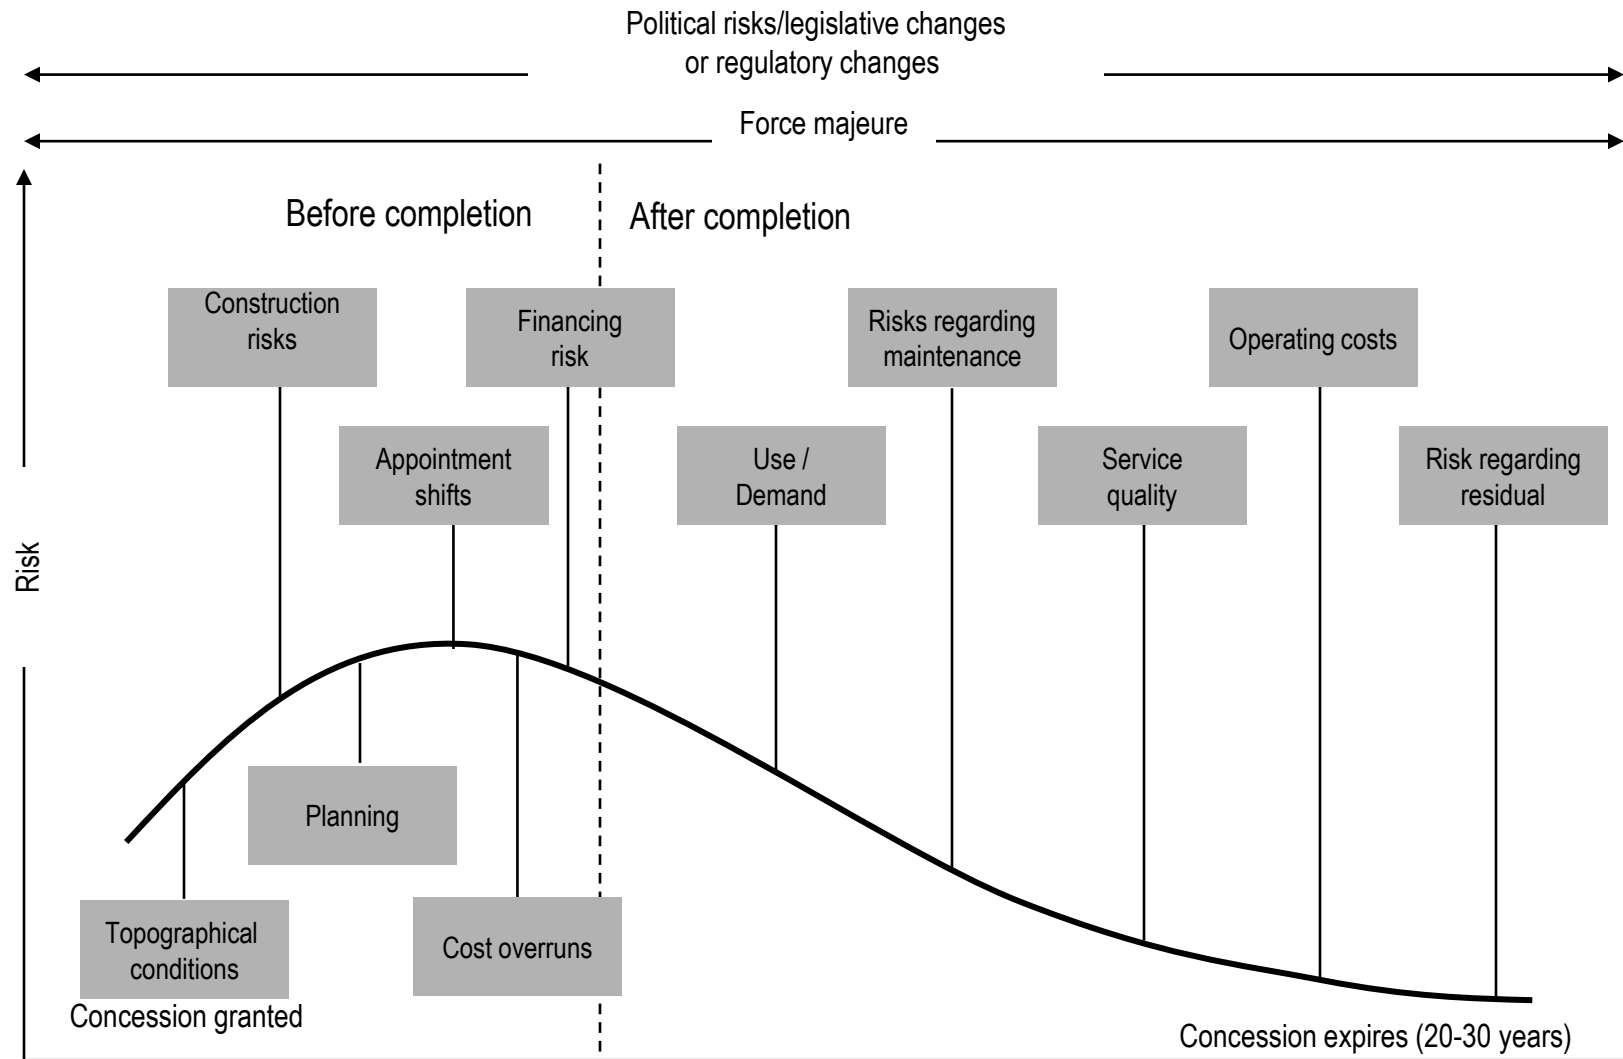 Political risks/legislative changes
or regulatory changes
Force majeure
Before completion
After completion
Construction
risks
Financing
risk
Risks regarding
maintenance
Operating costs
Appointment
shifts
Use /
Demand
Service
quality
Risk regarding
residual
Risk
Planning
Topographical
conditions
Cost overruns
Concession granted
Concession expires (20-30 years)